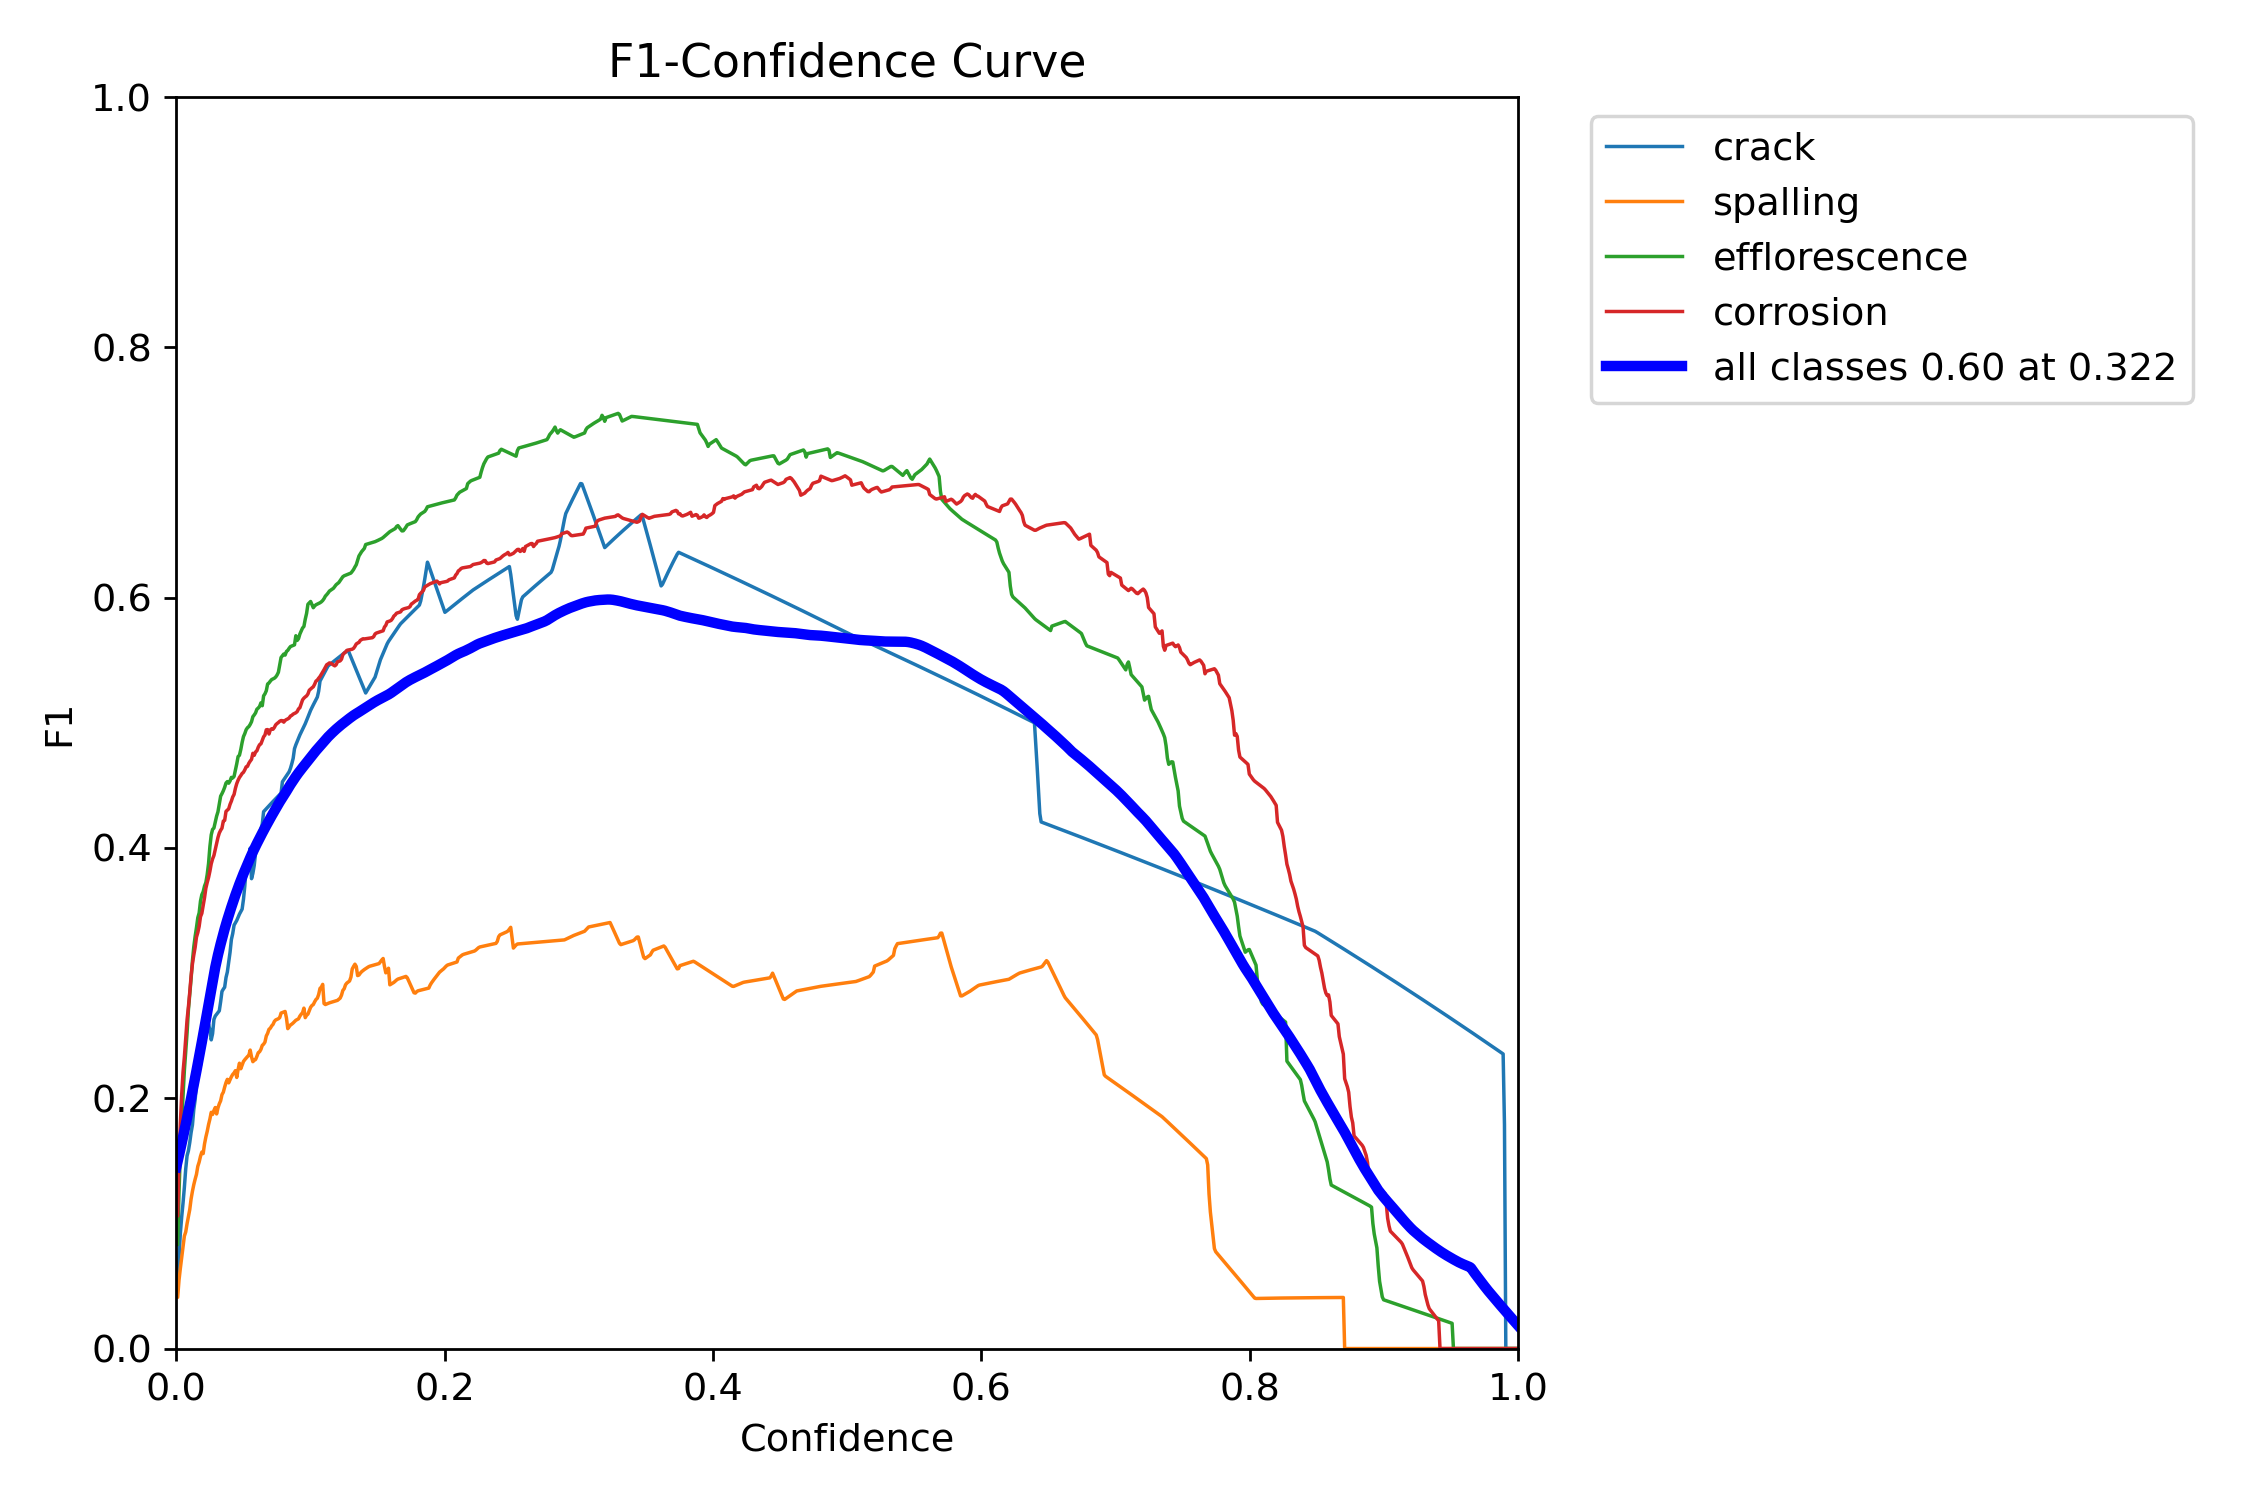 F1-Confidence Curve
1.0
0.8
0.6
0.4
0.2
0.0
F1
0.0 0.2 0.4 0.6 0.8 1.0
Confidence
crack
spalling
efflorescence
corrosion
all classes 0.60 at 0.322